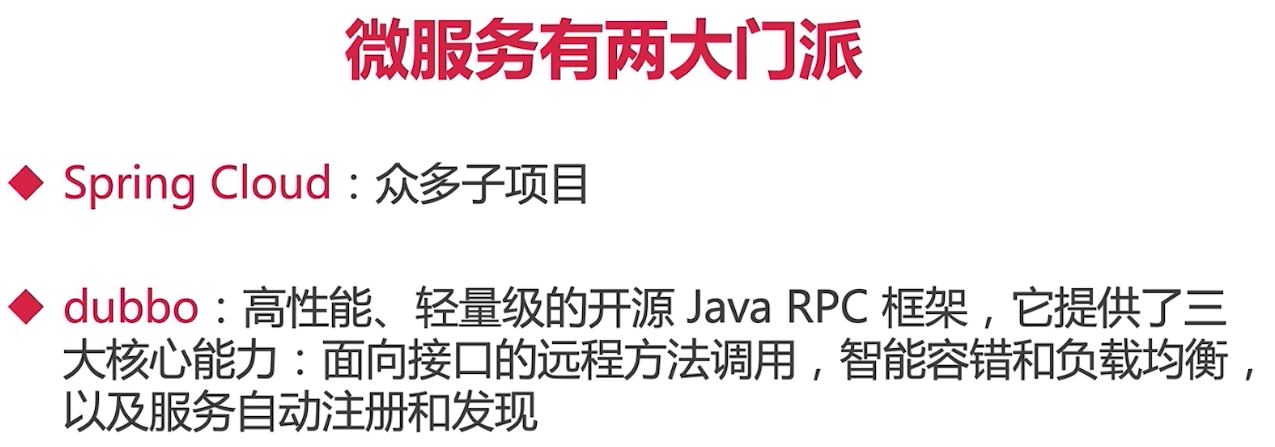 微服务有两大门派
Spring Cloud：众多子项目
dubbo：高性能、轻量级的开源 Java RPC 框架，它提供了三
大核心能力：面向接口的远程方法调用，智能容错和负载均衡，
以及服务自动注册和发现